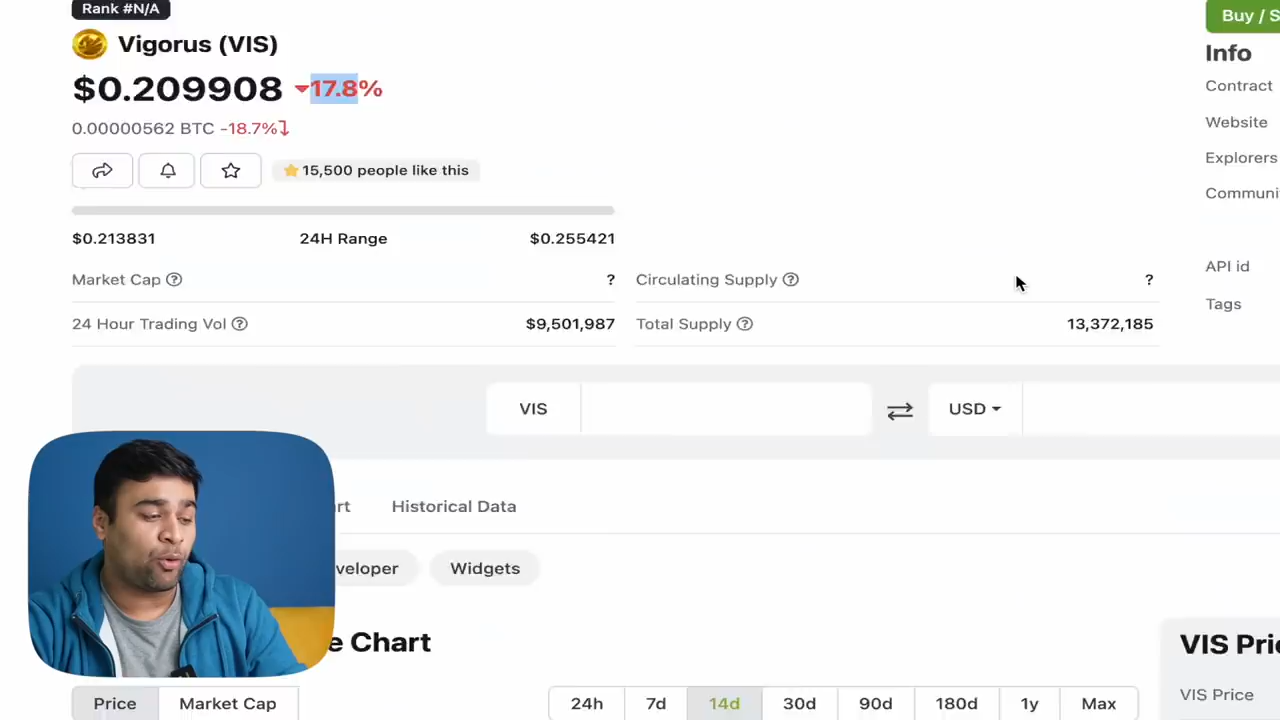 Rank #N/A
Vigorus (VIS)
$0.209908 17.8%
0.00000562 BTC -18.7%
15,500 people like this
$0.213831 24H Range $0.255421
Market Cap ?
24 Hour Trading Vol $9,501,987
Circulating Supply ?
Total Supply 13,372,185
Buy / S
Info
Contract
Website
Explorers
Communi
API id
Tags
VIS USD
rt Historical Data
veloper Widgets
e Chart
Price Market Cap 24h 7d 14d 30d 90d 180d 1y Max
VIS Pric
VIS Price